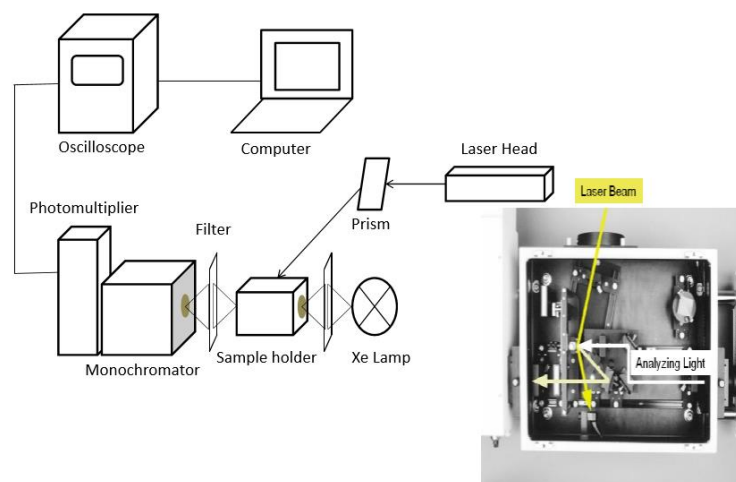 Oscilloscope
Computer
Laser Head
Laser Beam
Photomultiplier
Filter
Prism
Analyzing Light
Sample holder
Xe Lamp
Monochromator